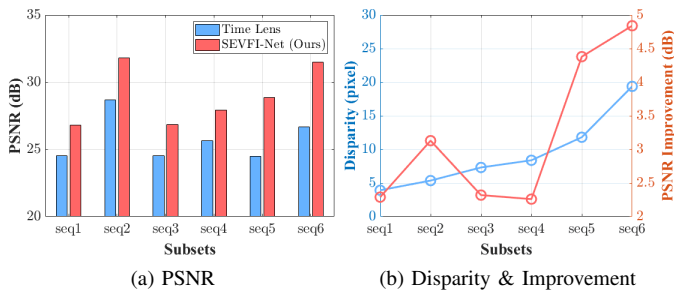 35
30
25
20
PSNR (dB)
Time Lens
SEVFI-Net (Ours)
seq1 seq2 seq3 seq4 seq5 seq6
Subsets
(a) PSNR
30
25
20
15
10
5
0
Disparity (pixel)
5
4.5
4
3.5
3
2.5
2
PSNR Improvement (dB)
seq1 seq2 seq3 seq4 seq5 seq6
Subsets
(b) Disparity & Improvement